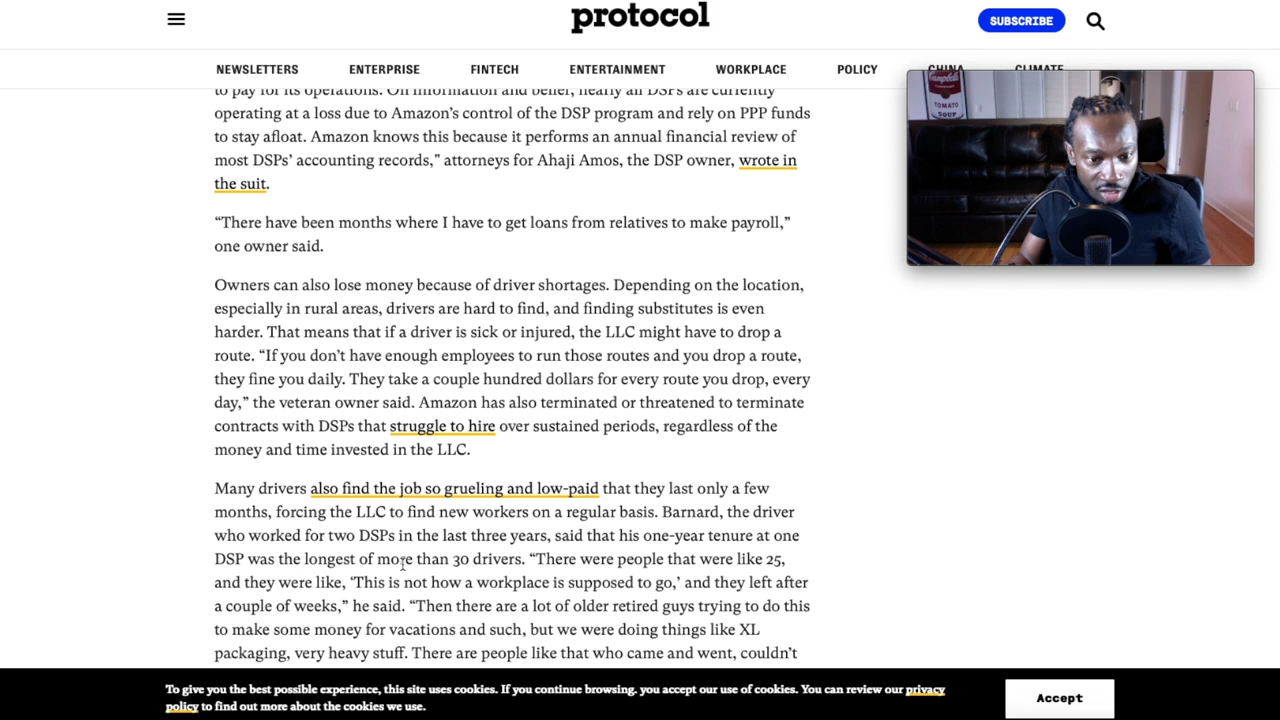 protocol
SUBSCRIBE
NEWSLETTERS ENTERPRISE FINTECH ENTERTAINMENT WORKPLACE POLICY CHINA CLIMATE
to pay for its operations. On information and belief, nearly all DSPs are currently
operating at a loss due to Amazon’s control of the DSP program and rely on PPP funds
to stay afloat. Amazon knows this because it performs an annual financial review of
most DSPs’ accounting records,” attorneys for Ahaji Amos, the DSP owner, wrote in
the suit.
“There have been months where I have to get loans from relatives to make payroll,”
one owner said.
Owners can also lose money because of driver shortages. Depending on the location,
especially in rural areas, drivers are hard to find, and finding substitutes is even
harder. That means that if a driver is sick or injured, the LLC might have to drop a
route. “If you don’t have enough employees to run those routes and you drop a route,
they fine you daily. They take a couple hundred dollars for every route you drop, every
day,” the veteran owner said. Amazon has also terminated or threatened to terminate
contracts with DSPs that struggle to hire over sustained periods, regardless of the
money and time invested in the LLC.
Many drivers also find the job so grueling and low-paid that they last only a few
months, forcing the LLC to find new workers on a regular basis. Barnard, the driver
who worked for two DSPs in the last three years, said that his one-year tenure at one
DSP was the longest of more than 30 drivers. “There were people that were like 25,
and they were like, ‘This is not how a workplace is supposed to go,’ and they left after
a couple of weeks,” he said. “Then there are a lot of older retired guys trying to do this
to make some money for vacations and such, but we were doing things like XL
packaging, very heavy stuff. There are people like that who came and went, couldn’t
Campbell's
TOMATO
SOUP
To give you the best possible experience, this site uses cookies. If you continue browsing. you accept our use of cookies. You can review our privacy
policy to find out more about the cookies we use.
Accept